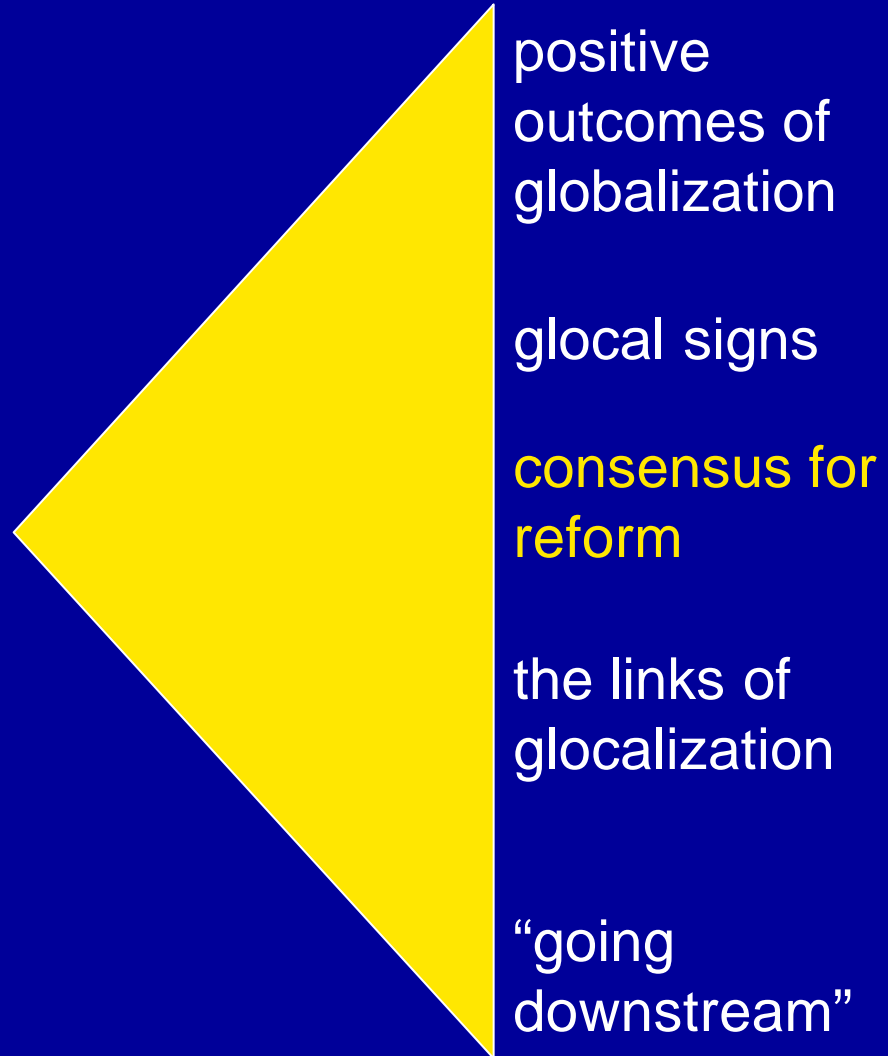 positive
outcomes of
globalization
glocal signs
consensus for
reform
the links of
glocalization
“going
downstream”